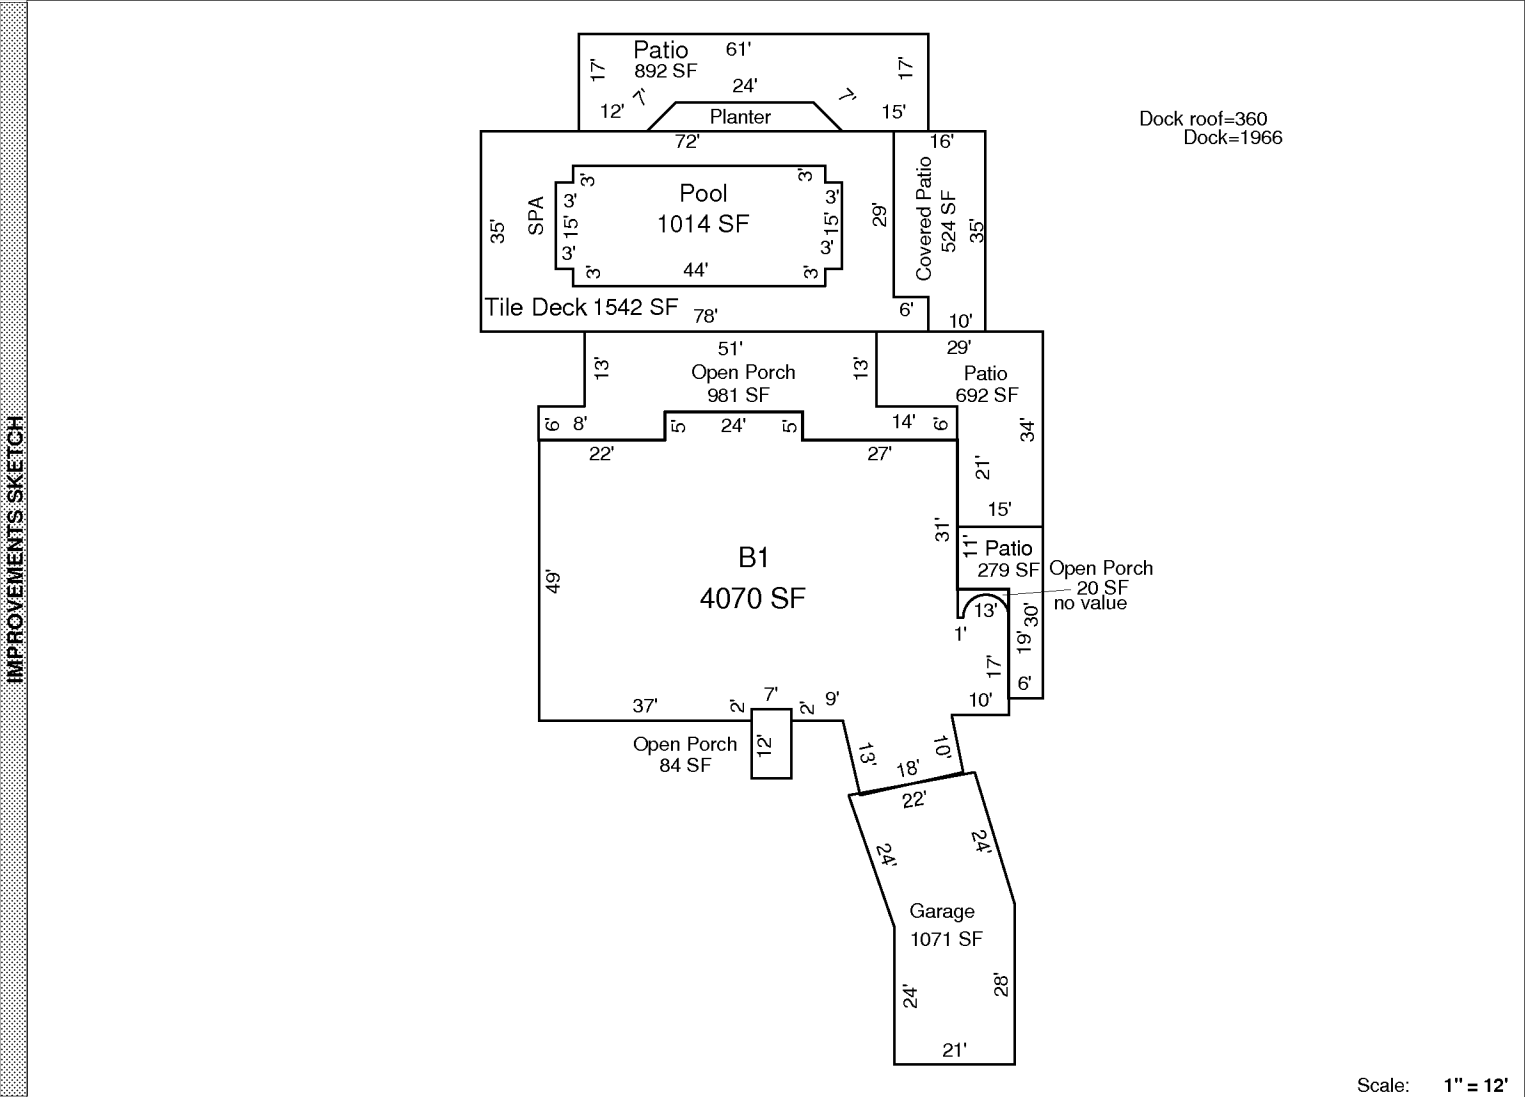 IMPROVEMENTS SKETCH
Patio 61'
892 SF
17'
17'
24'
7'
7'
12'
15'
Planter
Dock roof=360
Dock=1966
72'
16'
3'
3'
Pool
1014 SF
SPA
3'
15'
3'
3'
15'
3'
3'
44'
3'
35'
29'
Covered Patio
524 SF
35'
Tile Deck 1542 SF
78'
6'
10'
51'
29'
13'
13'
Open Porch
981 SF
Patio
692 SF
6'
8'
5'
24'
5'
14'
6'
34'
22'
27'
21'
15'
31'
11'
Patio
279 SF
B1
4070 SF
49'
Open Porch
20 SF
no value
13'
30'
1'
19'
17'
6'
10'
37'
2'
7'
2'
9'
Open Porch
84 SF
12'
13'
10'
18'
22'
24'
24'
Garage
1071 SF
24'
28'
21'
Scale: 1" = 12'